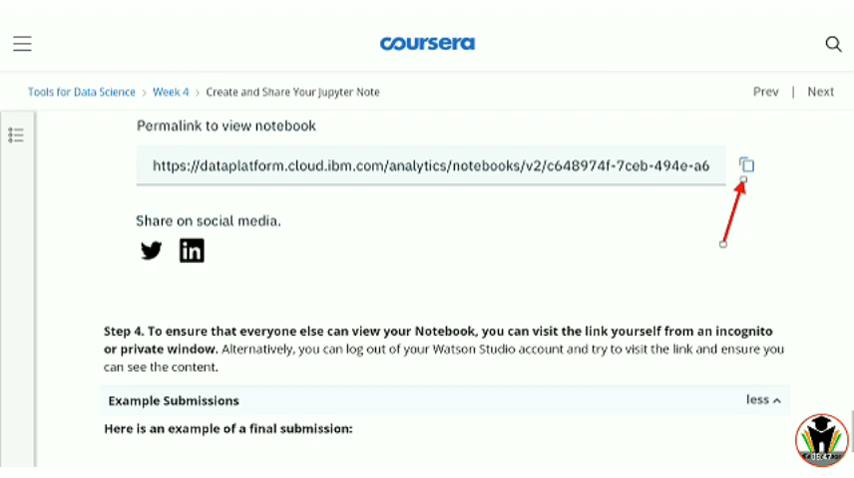 coursera
Tools for Data Science > Week 4 > Create and Share Your Jupyter Note
Prev | Next
Permalink to view notebook
https://dataplatform.cloud.ibm.com/analytics/notebooks/v2/c648974f-7ceb-494e-a6
Share on social media.
in
Step 4. To ensure that everyone else can view your Notebook, you can visit the link yourself from an incognito
or private window. Alternatively, you can log out of your Watson Studio account and try to visit the link and ensure you
can see the content.
Example Submissions
less
Here is an example of a final submission: